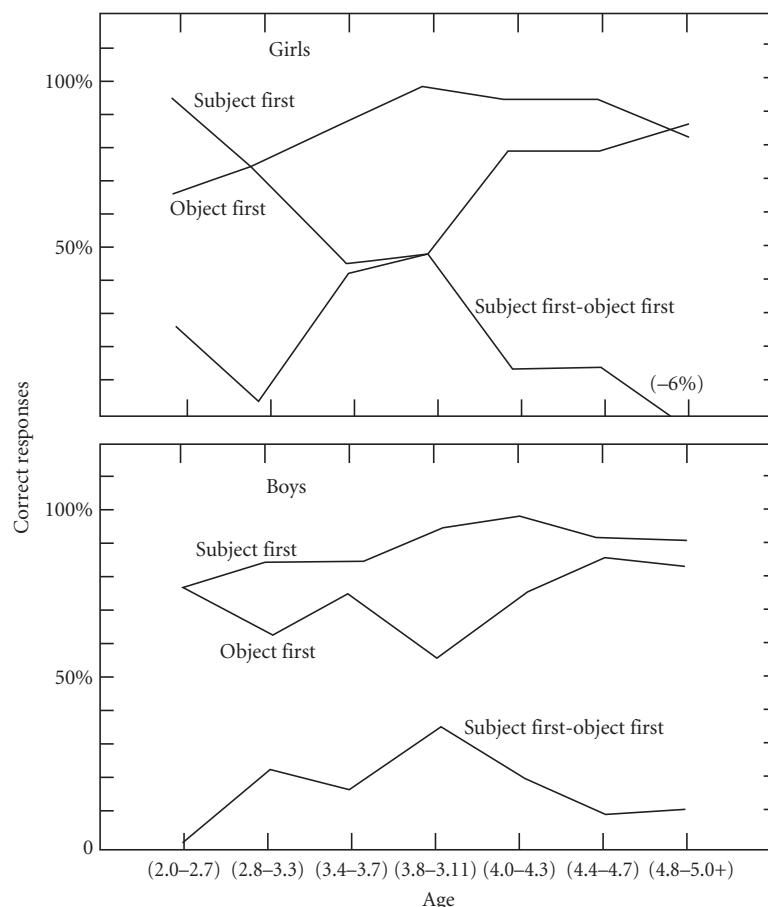 Girls
100%
Subject first
Object first
50%
Subject first-object first
(–6%)
Correct responses
Boys
100%
Subject first
Object first
50%
Subject first-object first
0
(2.0–2.7) (2.8–3.3) (3.4–3.7) (3.8–3.11) (4.0–4.3) (4.4–4.7) (4.8–5.0+)
Age